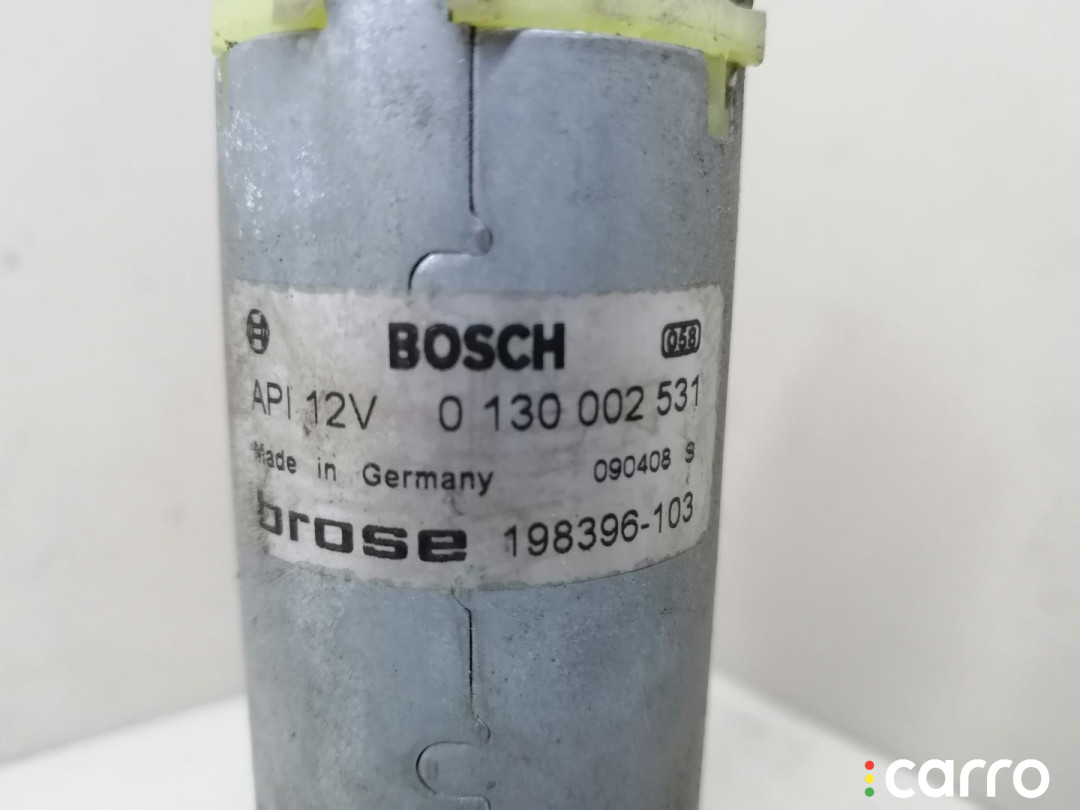 BOSCH 058
API 12V 0 130 002 531
Made in Germany 090408 S
brose 198396-103
carro